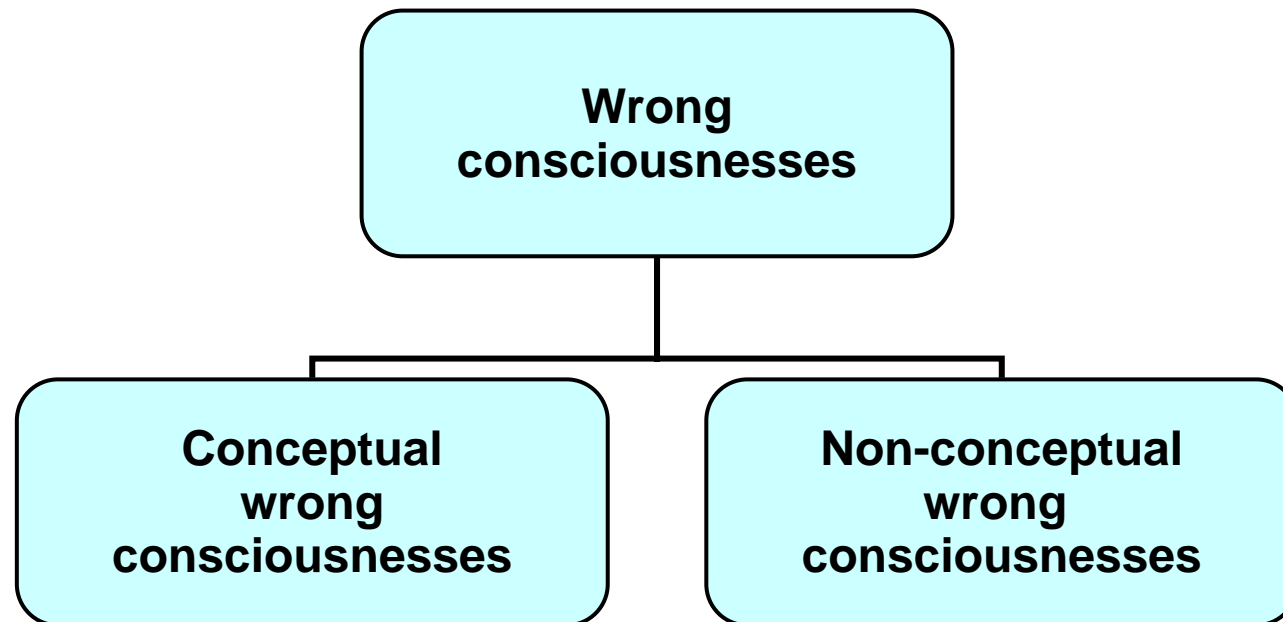 Wrong
consciousnesses
Conceptual
wrong
consciousnesses
Non-conceptual
wrong
consciousnesses